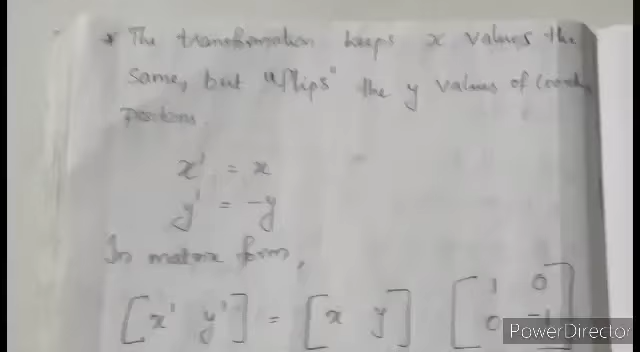 * The transformation keeps x values the
same, but "flips" the y values of coordi
positions.
x' = x
y' = -y
In matrix form,
[x' y'] = [x y] [1 0
0 -1]
PowerDirector